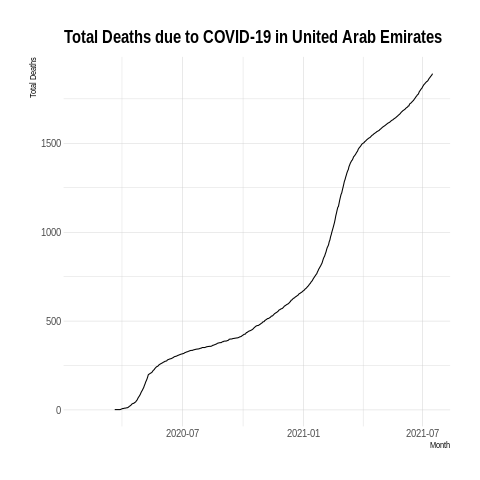 Total Deaths due to COVID-19 in United Arab Emirates
Total Deaths
1500
1000
500
0
2020-07
2021-01
2021-07
Month